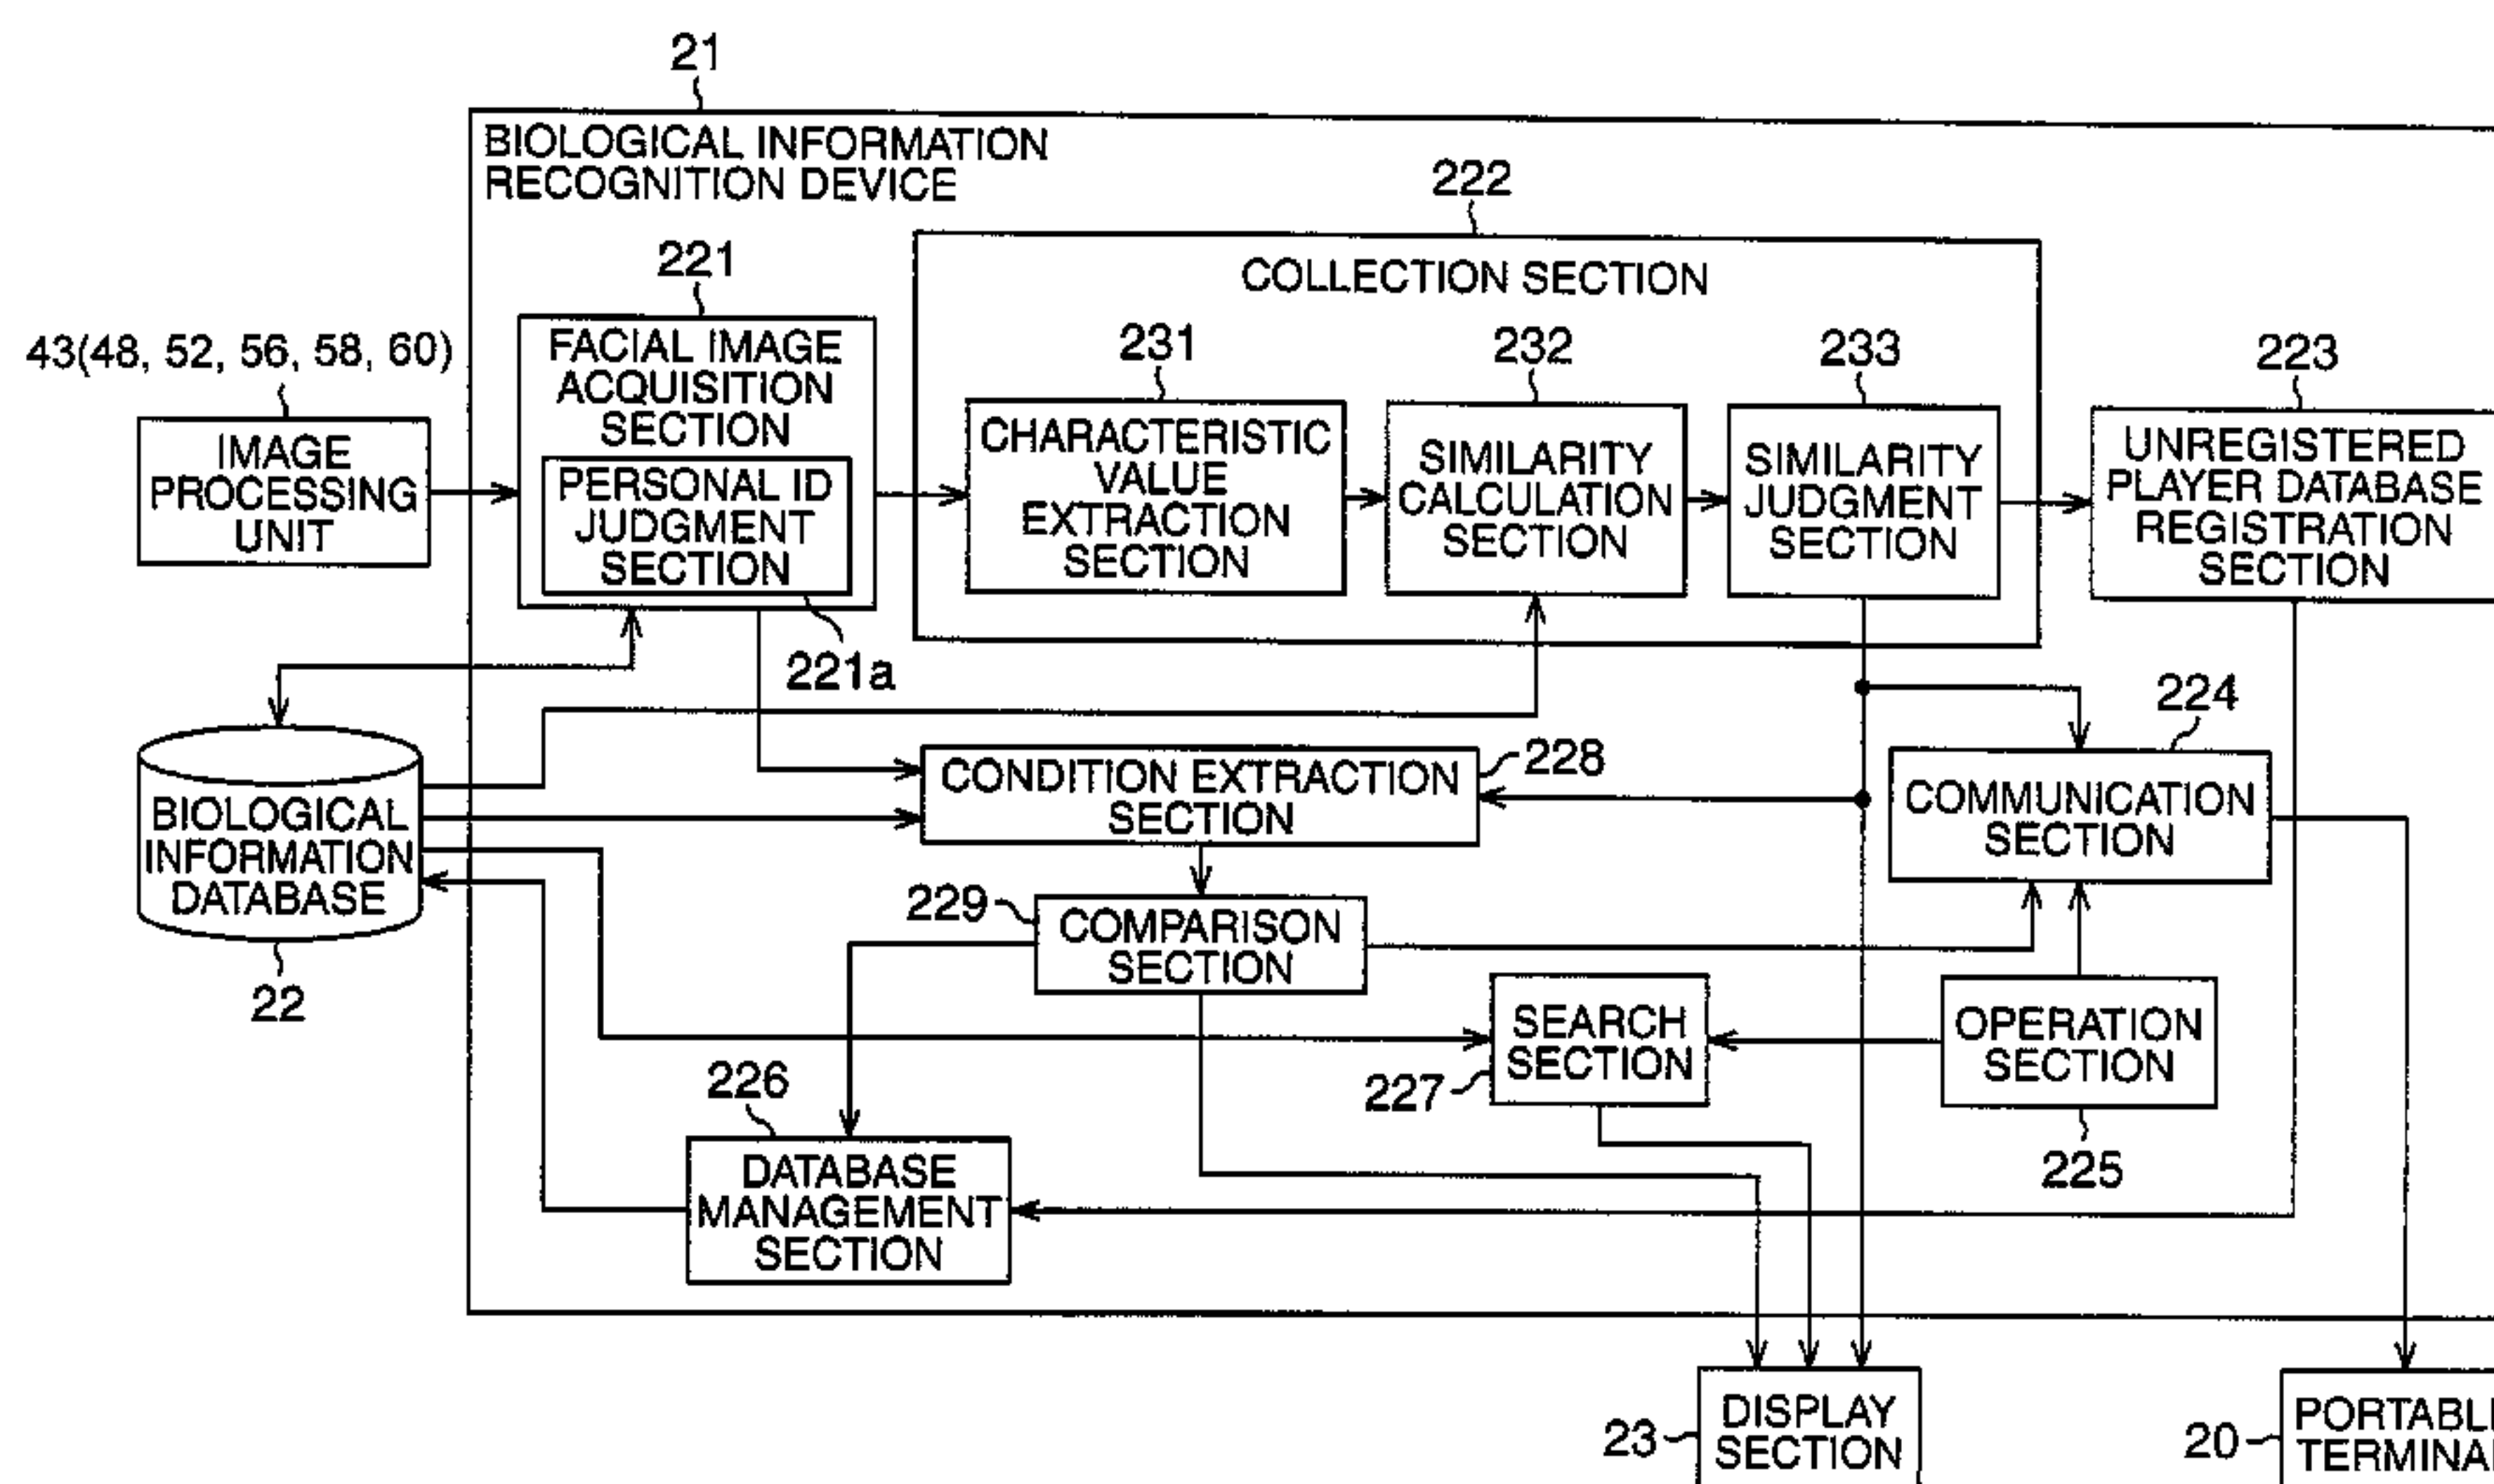 21
BIOLOGICAL INFORMATION
RECOGNITION DEVICE
222
COLLECTION SECTION
221
FACIAL IMAGE
ACQUISITION
SECTION
PERSONAL ID
JUDGMENT
SECTION
221a
43(48, 52, 56, 58, 60)
IMAGE
PROCESSING
UNIT
231
CHARACTERISTIC
VALUE
EXTRACTION
SECTION
232
SIMILARITY
CALCULATION
SECTION
233
SIMILARITY
JUDGMENT
SECTION
223
UNREGISTERED
PLAYER DATABASE
REGISTRATION
SECTION
224
COMMUNICATION
SECTION
228
CONDITION EXTRACTION
SECTION
BIOLOGICAL
INFORMATION
DATABASE
22
229
COMPARISON
SECTION
SEARCH
SECTION
227
OPERATION
SECTION
225
226
DATABASE
MANAGEMENT
SECTION
23
DISPLAY
SECTION
20
PORTABL
TERMINA